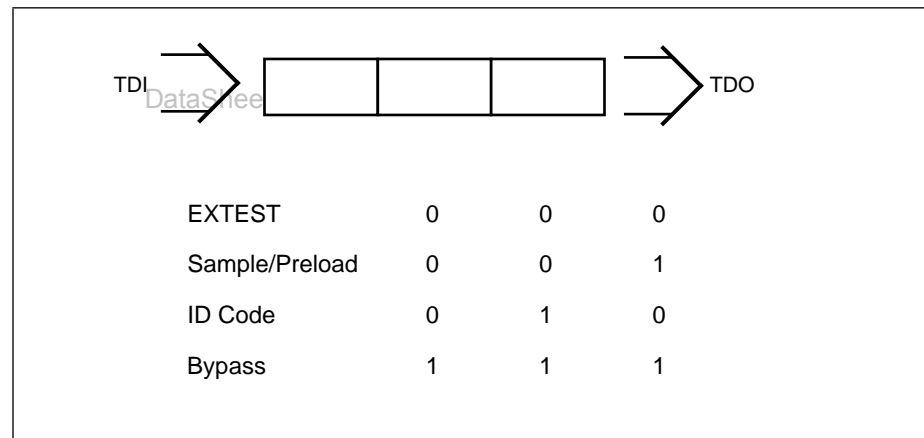 TDI
DataShee
TDO
EXTEST 0 0 0
Sample/Preload 0 0 1
ID Code 0 1 0
Bypass 1 1 1